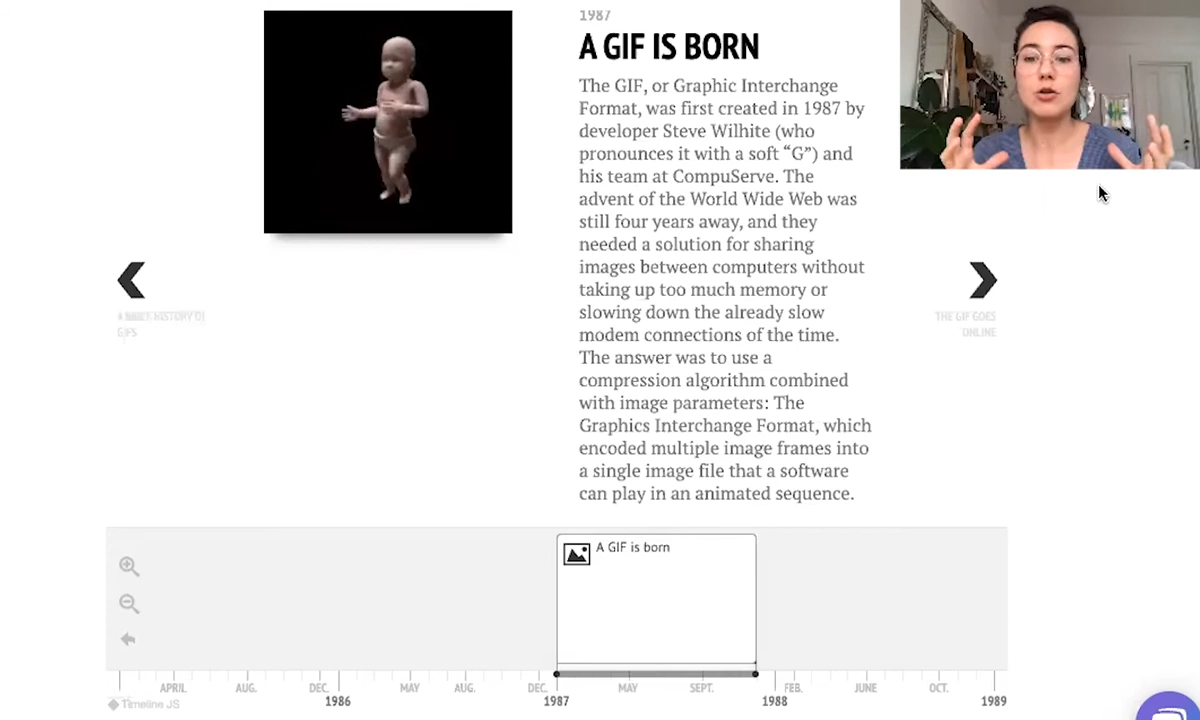 1987
A GIF IS BORN
The GIF, or Graphic Interchange
Format, was first created in 1987 by
developer Steve Wilhite (who
pronounces it with a soft “G”) and
his team at CompuServe. The
advent of the World Wide Web was
still four years away, and they
needed a solution for sharing
images between computers without
taking up too much memory or
slowing down the already slow
modem connections of the time.
The answer was to use a
compression algorithm combined
with image parameters: The
Graphics Interchange Format, which
encoded multiple image frames into
a single image file that a software
can play in an animated sequence.
HISTORY OF
GIFS
THE GIF GOES
ONLINE
A GIF is born
APRIL. AUG. DEC. MAY AUG. DEC. MAY SEPT. FEB. JUNE OCT.
1986 1987 1988 1989
Timeline JS